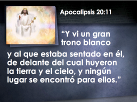 Apocalipsis 20:11
"Y vi un gran
trono blanco
y al que estaba sentado en él,
de delante del cual huyeron
la tierra y el cielo, y ningún
lugar se encontró para ellos."